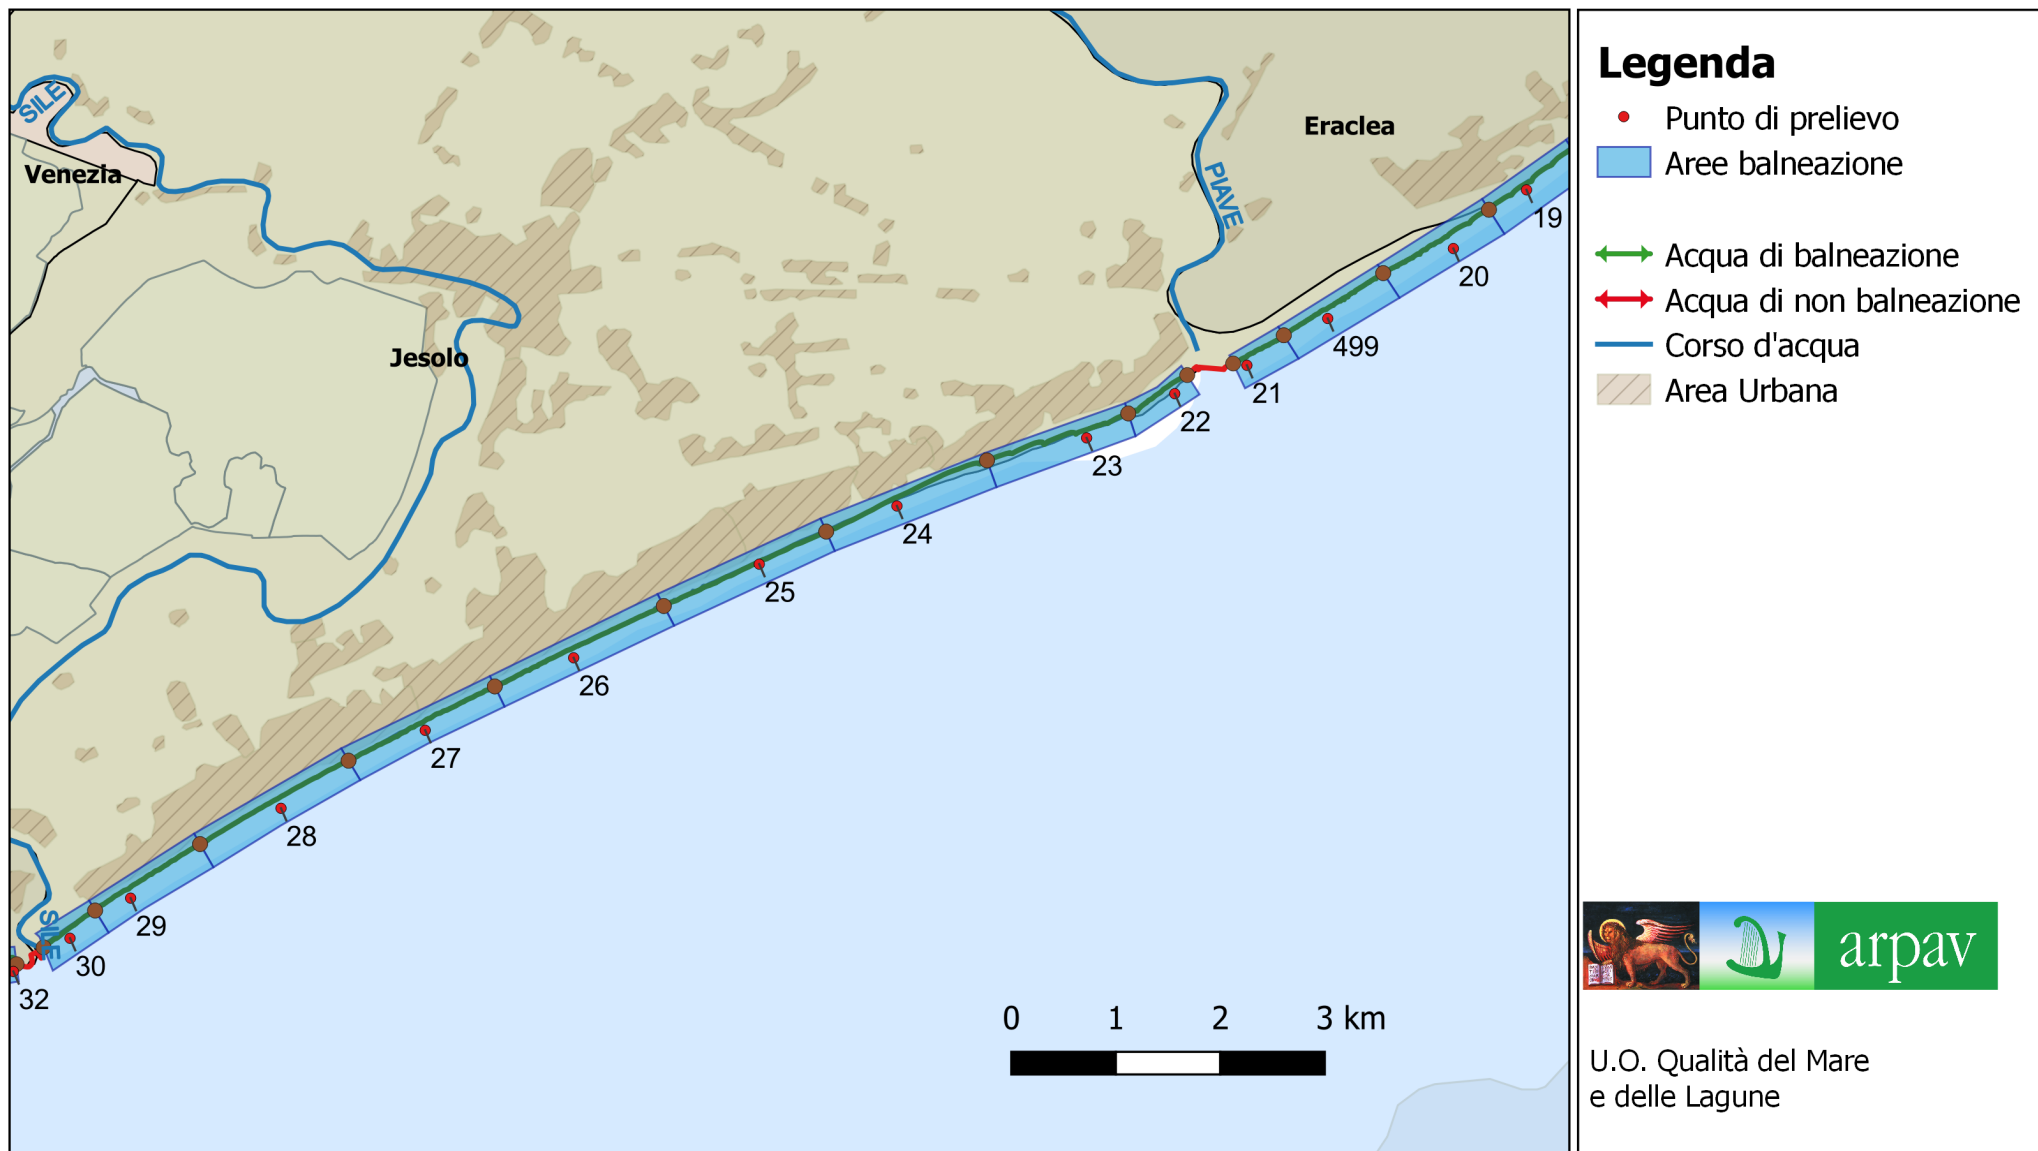 SILE
Venezia
Jesolo
PIAVE
Eraclea
19
20
499
21
22
23
24
25
26
27
28
29
30
SILE
32
0 1 2 3 km
Legenda
Punto di prelievo
Aree balneazione
Acqua di balneazione
Acqua di non balneazione
Corso d'acqua
Area Urbana
arpav
U.O. Qualità del Mare
e delle Lagune